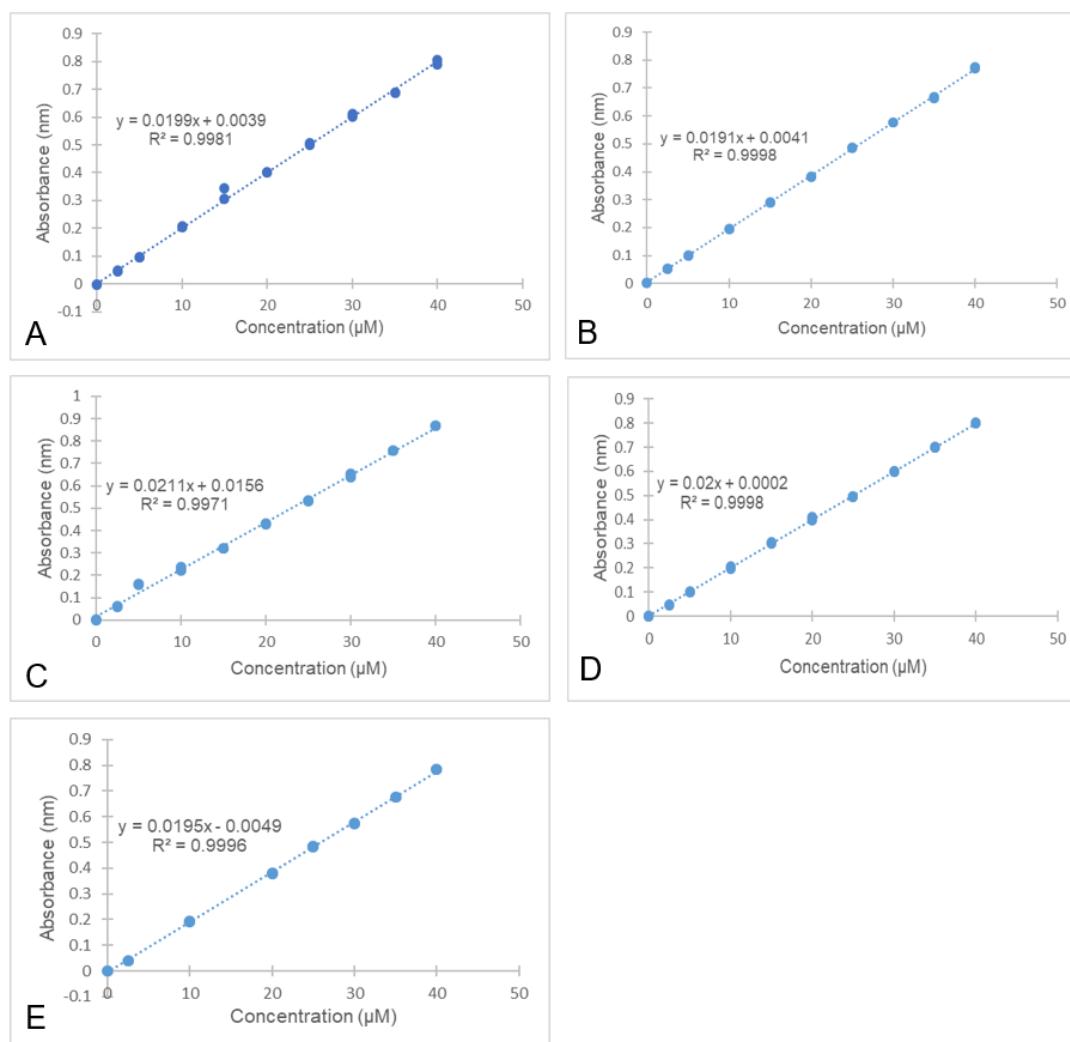 0.9
0.8
0.7
0.6
0.5
0.4
0.3
0.2
0.1
0
-0.1
Absorbance (nm)
y = 0.0199x + 0.0039
R² = 0.9981
0 10 20 30 40 50
Concentration (µM)
A
0.9
0.8
0.7
0.6
0.5
0.4
0.3
0.2
0.1
0
Absorbance (nm)
y = 0.0191x + 0.0041
R² = 0.9998
0 10 20 30 40 50
Concentration (µM)
B
1
0.9
0.8
0.7
0.6
0.5
0.4
0.3
0.2
0.1
0
Absorbance (nm)
y = 0.0211x + 0.0156
R² = 0.9971
0 10 20 30 40 50
Concentration (µM)
C
0.9
0.8
0.7
0.6
0.5
0.4
0.3
0.2
0.1
0
Absorbance (nm)
y = 0.02x + 0.0002
R² = 0.9998
0 10 20 30 40 50
Concentration (µM)
D
0.9
0.8
0.7
0.6
0.5
0.4
0.3
0.2
0.1
0
-0.1
Absorbance (nm)
y = 0.0195x - 0.0049
R² = 0.9996
0 10 20 30 40 50
Concentration (µM)
E